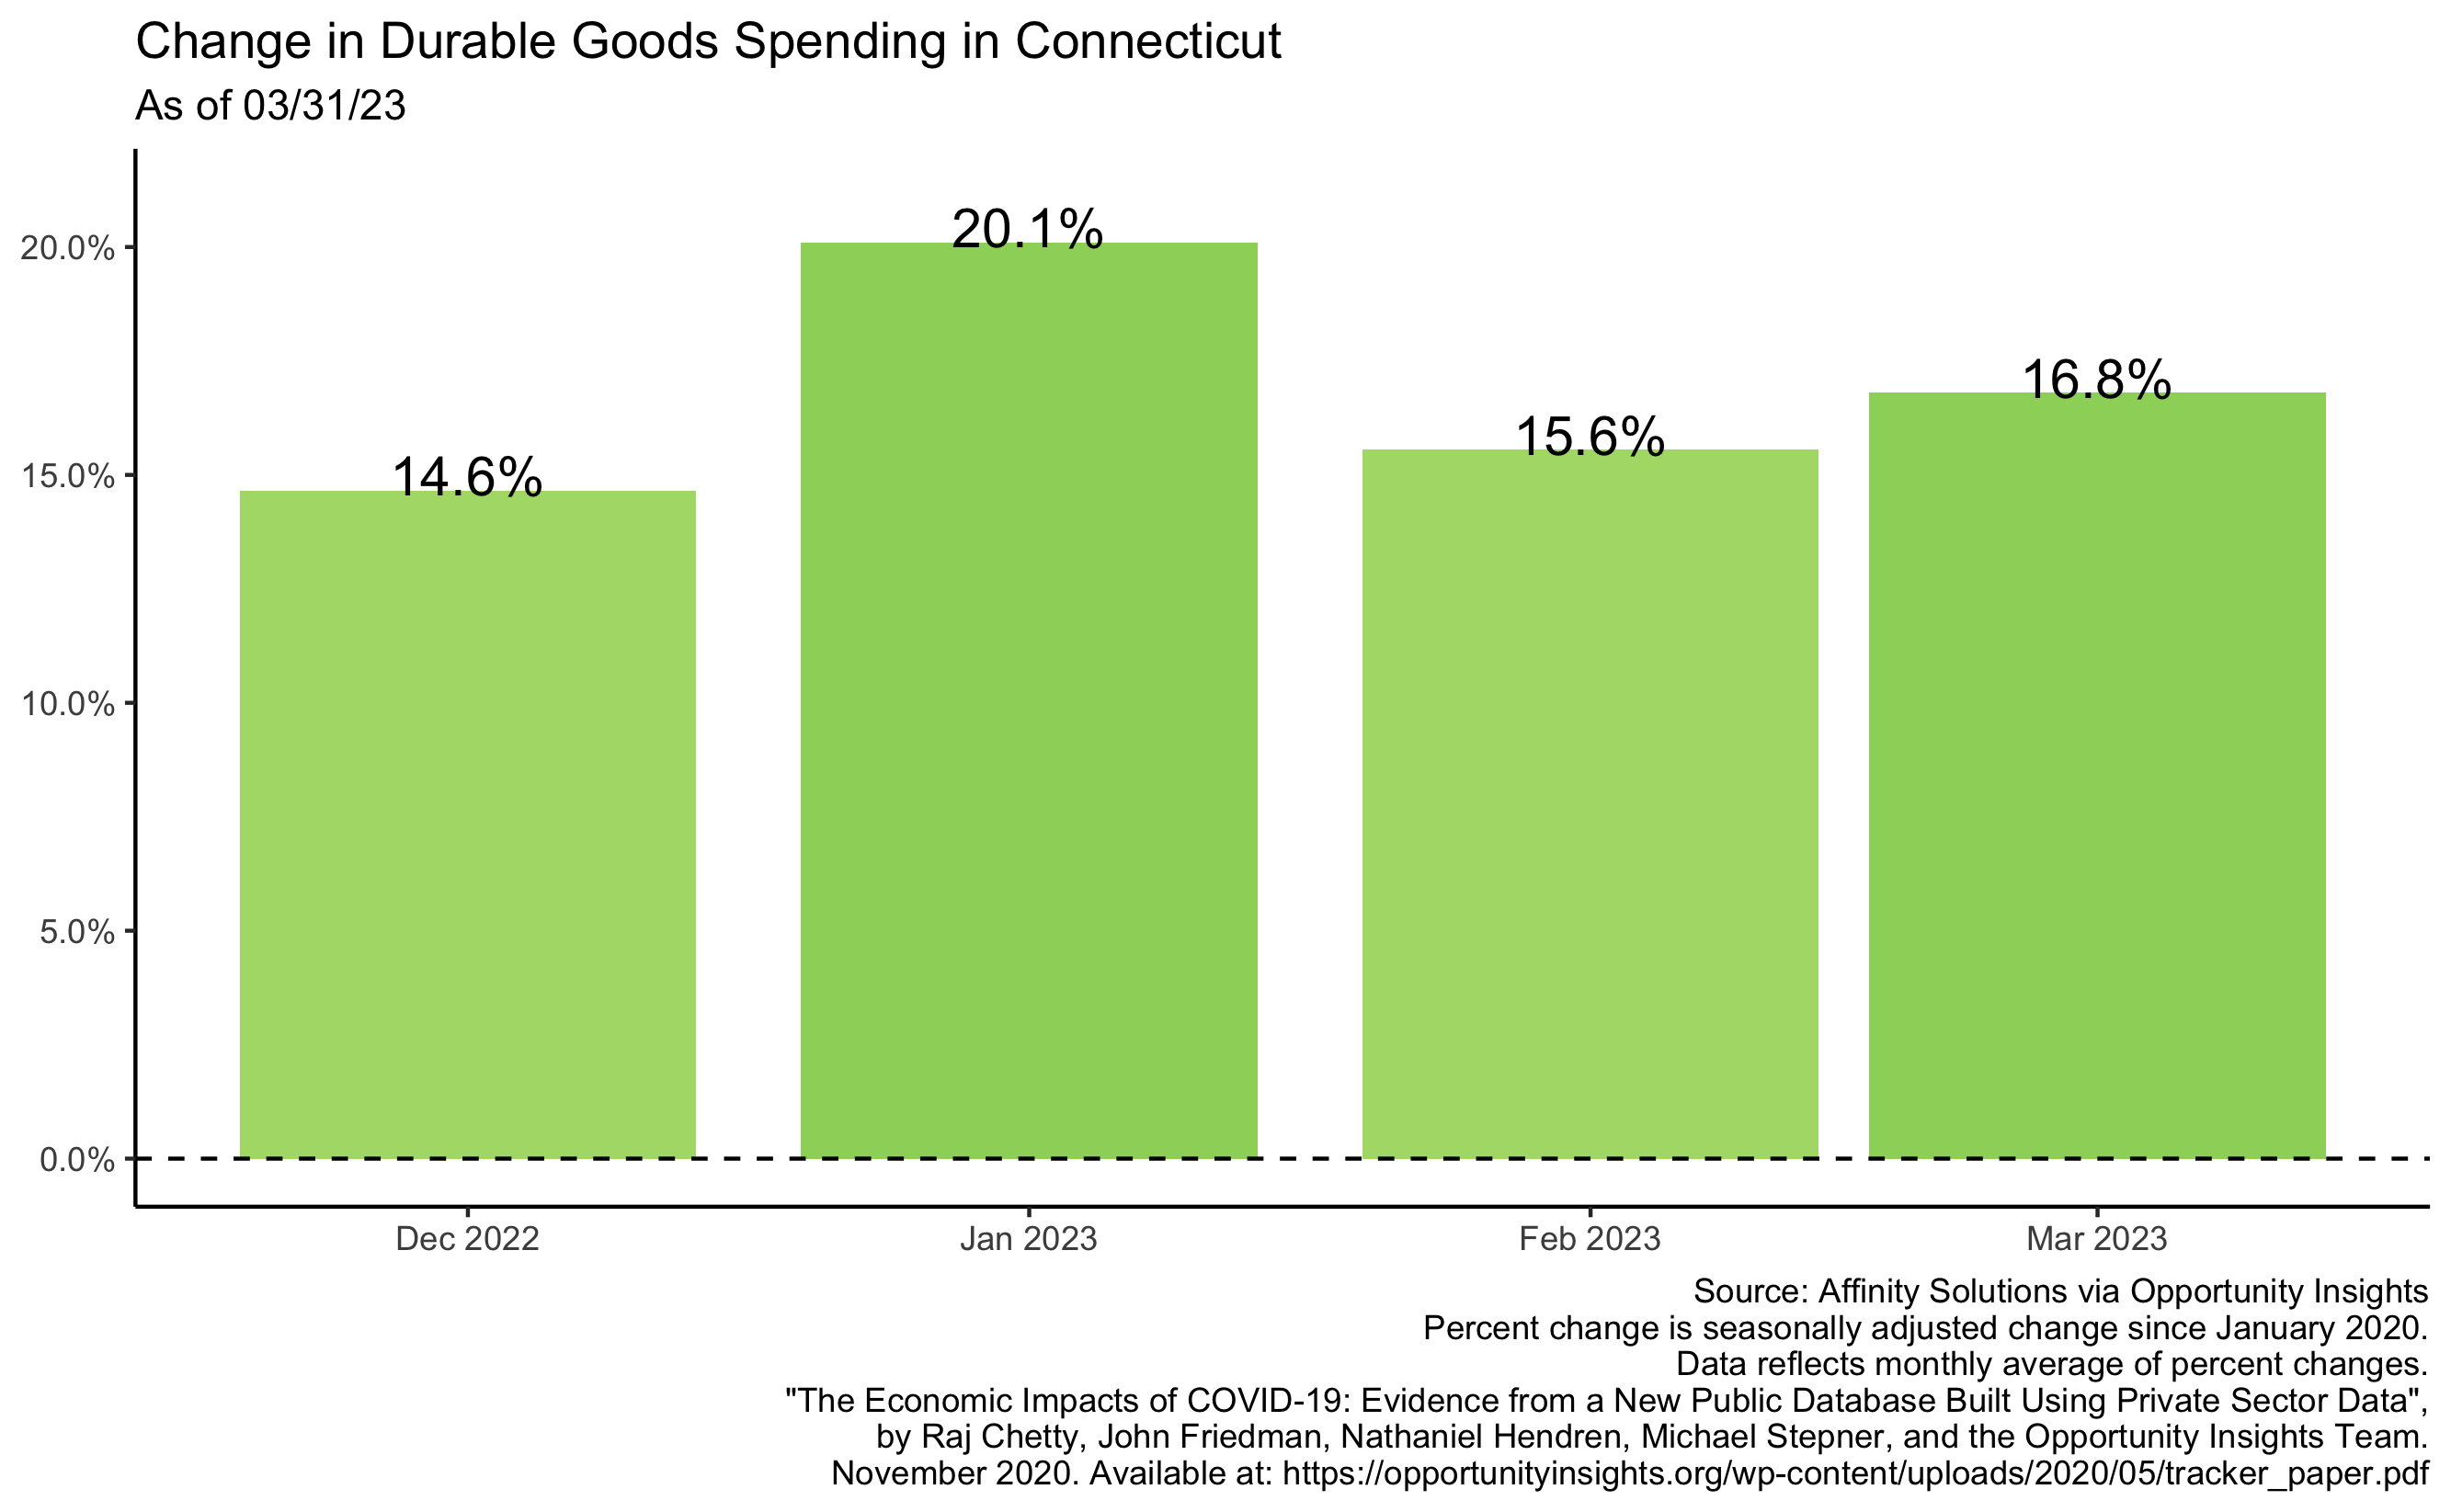 Change in Durable Goods Spending in Connecticut
As of 03/31/23
20.1%
20.0%
16.8%
15.6%
14.6%
15.0%
10.0%
5.0%
0.0%
Dec 2022
Jan 2023
Feb 2023
Mar 2023
Source: Affinity Solutions via Opportunity Insights
Percent change is seasonally adjusted change since January 2020.
Data reflects monthly average of percent changes.
"The Economic Impacts of COVID-19: Evidence from a New Public Database Built Using Private Sector Data",
by Raj Chetty, John Friedman, Nathaniel Hendren, Michael Stepner, and the Opportunity Insights Team.
November 2020. Available at: https://opportunityinsights.org/wp-content/uploads/2020/05/tracker_paper.pdf